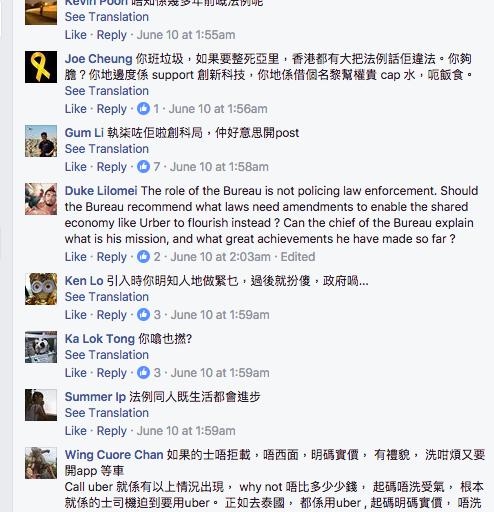 Kevin Poon 唔知係幾多年前嘅法例呢
See Translation
Like · Reply · June 10 at 1:55am
Joe Cheung 你班垃圾，如果要整死亞里，香港都有大把法例話佢違法。你夠
膽？你地邊度係 support 創新科技，你地係借個名黎幫權貴 cap 水，呃飯食。
See Translation
Like · Reply · 1 · June 10 at 1:56am
Gum Li 執柒咗佢啦創科局，仲好意思開post
Like · Reply · 7 · June 10 at 1:58am
Duke Lilomei The role of the Bureau is not policing law enforcement. Should
the Bureau recommend what laws need amendments to enable the shared
economy like Urber to flourish instead ? Can the chief of the Bureau explain
what is his mission, and what great achievements he have made so far ?
Like · Reply · 2 · June 10 at 2:03am · Edited
Ken Lo 引入時你明知人地做緊乜，過後就扮傻，政府喎...
See Translation
Like · Reply · 3 · June 10 at 1:59am
Ka Lok Tong 你噏也撚?
See Translation
Like · Reply · 3 · June 10 at 1:59am
Summer Ip 法例同人既生活都會進步
See Translation
Like · Reply · June 10 at 1:59am
Wing Cuore Chan 如果的士唔拒載，唔西面，明碼實價， 有禮貌， 洗咁煩又要
開app 等車
Call uber 就係有以上情況出現， why not 唔比多少少錢， 起碼唔洗受氣， 根本
就係的士司機迫到要用uber。 正如去泰國， 都係用uber , 起碼明碼實價， 唔洗